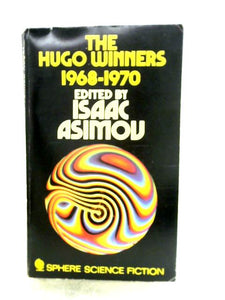 THE
HUGO WINNERS
1968-1970
EDITED BY
ISAAC
ASIMOV
SPHERE SCIENCE FICTION